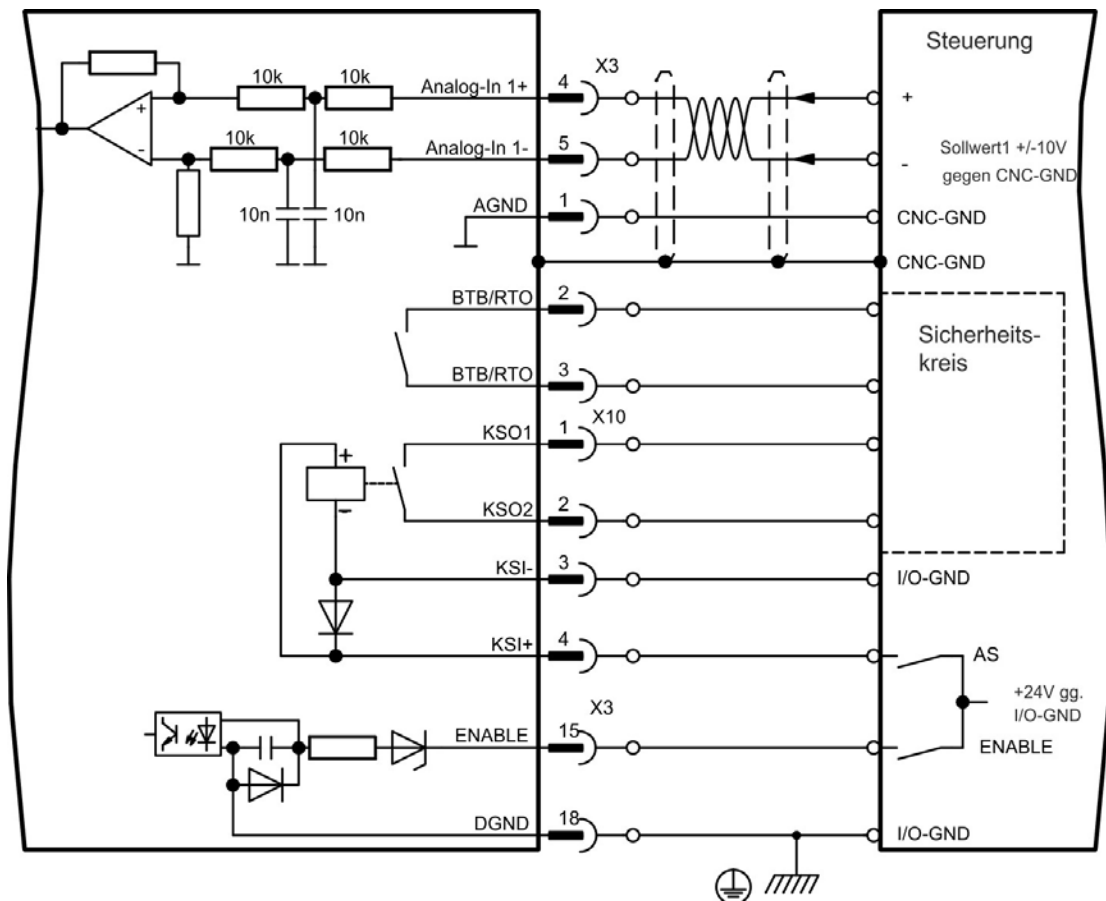 Steuerung
X3
10k
10k
Analog-In 1+
4
+
+
10k
10k
Analog-In 1-
5
-
-
Sollwert1 +/-10V
gegen CNC-GND
10n
10n
AGND
1
CNC-GND
CNC-GND
BTB/RTO
2
Sicherheits-
kreis
BTB/RTO
3
X10
KSO1
1
+
-
KSO2
2
KSI-
3
I/O-GND
KSI+
4
AS
+24V gg.
I/O-GND
X3
ENABLE
15
ENABLE
DGND
18
I/O-GND